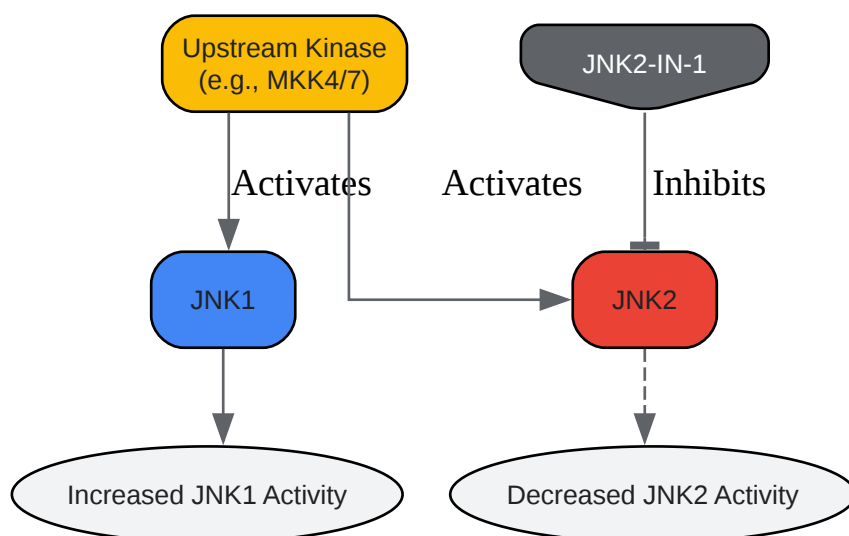 Upstream Kinase
(e.g., MKK4/7)
JNK2-IN-1
Activates
Activates
Inhibits
JNK1
JNK2
Increased JNK1 Activity
Decreased JNK2 Activity